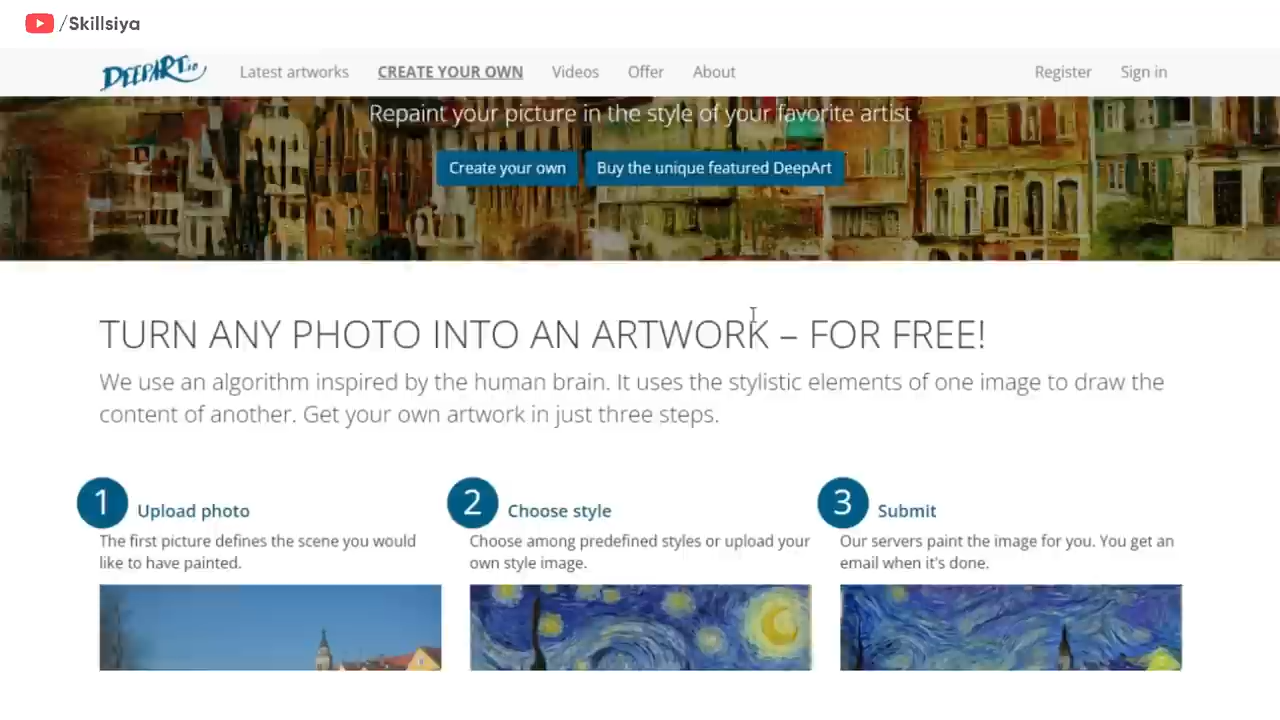 /Skillsiya
DEEPART.io
Latest artworks
CREATE YOUR OWN
Videos
Offer
About
Register
Sign in
Repaint your picture in the style of your favorite artist
Create your own
Buy the unique featured DeepArt
TURN ANY PHOTO INTO AN ARTWORK – FOR FREE!
We use an algorithm inspired by the human brain. It uses the stylistic elements of one image to draw the
content of another. Get your own artwork in just three steps.
1 Upload photo
The first picture defines the scene you would
like to have painted.
2 Choose style
Choose among predefined styles or upload your
own style image.
3 Submit
Our servers paint the image for you. You get an
email when it's done.